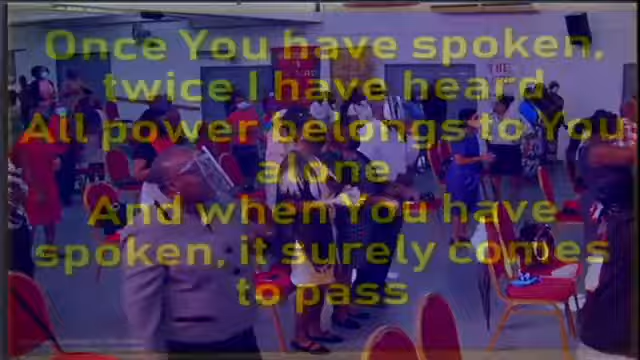 Once You have spoken,
twice I have heard
All power belongs to You
alone
And when You have
spoken, it surely comes
to pass